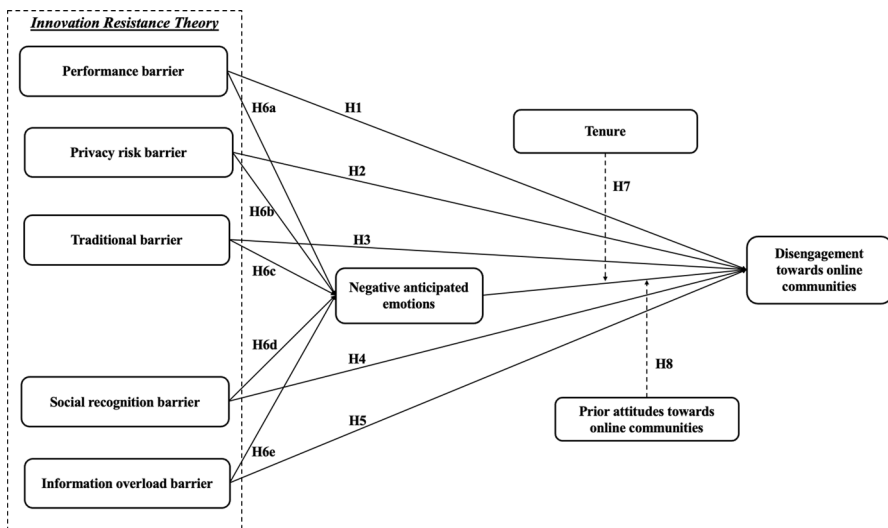 Innovation Resistance Theory
Performance barrier
H6a
H1
Tenure
Privacy risk barrier
H2
H7
H6b
Traditional barrier
H3
H6c
Disengagement
towards online
communities
Negative anticipated
emotions
H6d
H4
H8
Social recognition barrier
H5
Prior attitudes towards
online communities
H6e
Information overload barrier